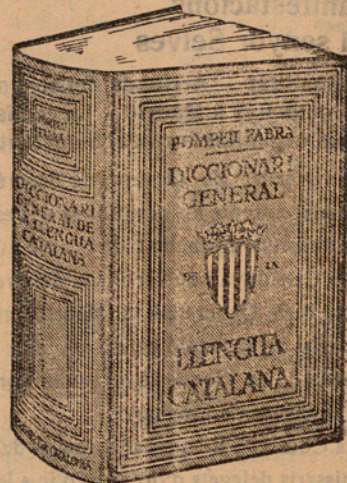 POMPEU FABRA
DICCIONARI
GENERAL
DE LA
LLENGUA
CATALANA
POMPEU
FABRA
DICCIONARI
GENERAL DE
LA LLENGUA
CATALANA